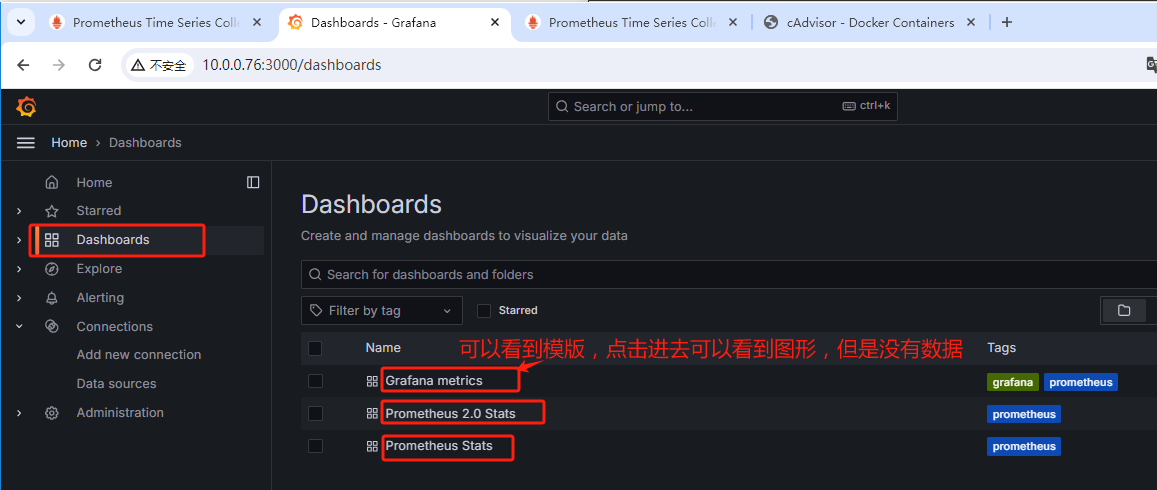 Prometheus Time Series Colle
Dashboards - Grafana
Prometheus Time Series Colle
cAdvisor - Docker Containers
不安全
10.0.0.76:3000/dashboards
Search or jump to...
ctrl+k
Home › Dashboards
Home
Starred
Dashboards
Explore
Alerting
Connections
Add new connection
Data sources
Administration
Dashboards
Create and manage dashboards to visualize your data
Search for dashboards and folders
Filter by tag
Starred
Name
可以看到模版，点击进去可以看到图形，但是没有数据
Tags
Grafana metrics
grafana
prometheus
Prometheus 2.0 Stats
prometheus
Prometheus Stats
prometheus